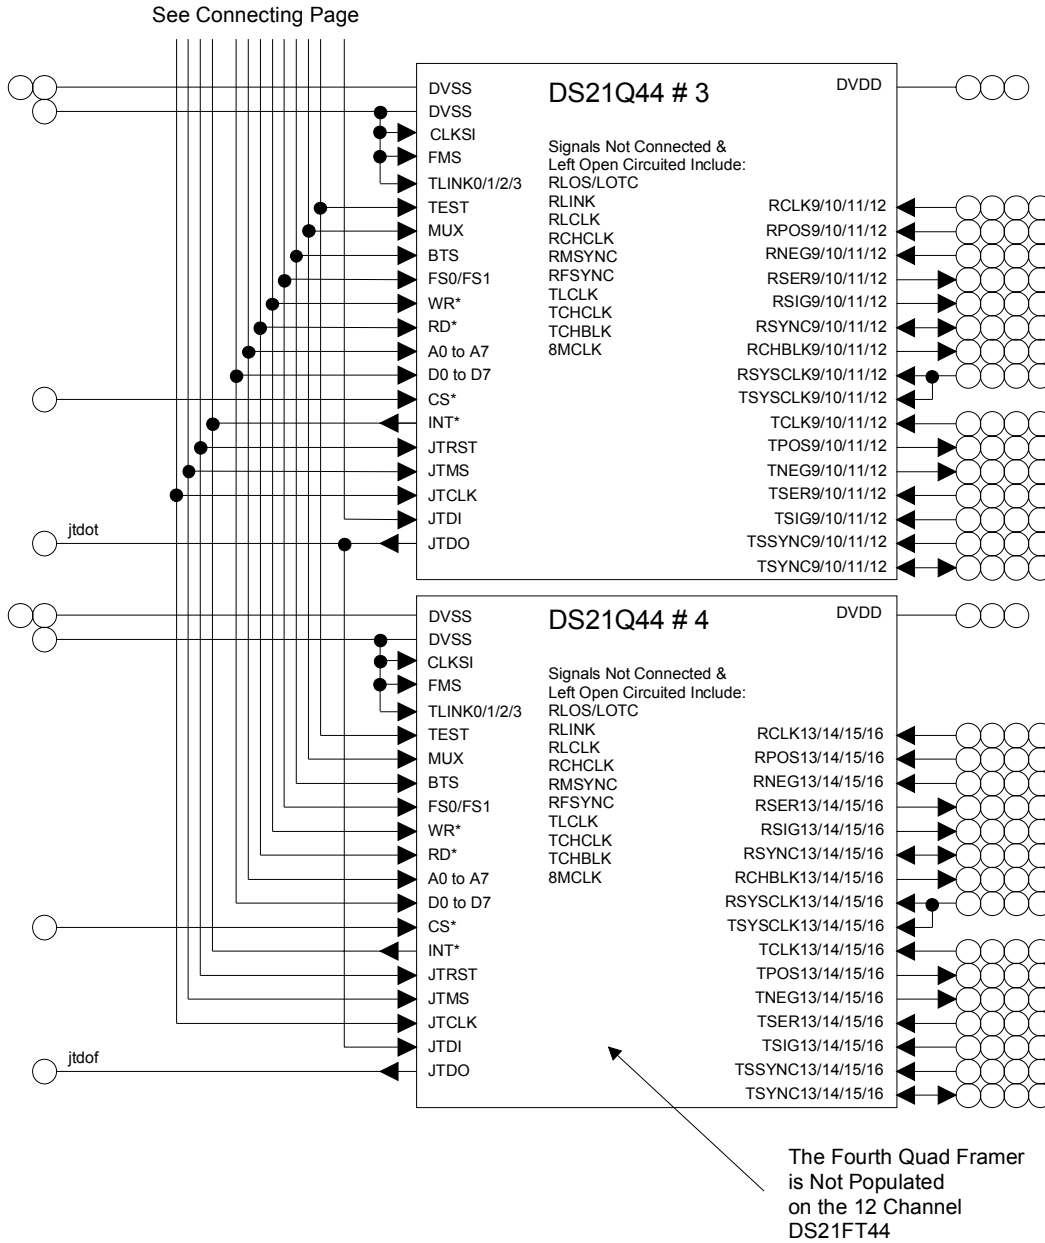 See Connecting Page
DS21Q44 # 3
DVSS
DVSS
CLKSI
FMS
TLINK0/1/2/3
TEST
MUX
BTS
FS0/FS1
WR*
RD*
A0 to A7
D0 to D7
CS*
INT*
JTRST
JTMS
JTCLK
JTDI
JTDO
jtdot
Signals Not Connected &
Left Open Circuited Include:
RLOS/LOTC
RLINK
RLCLK
RCHCLK
RMSYNC
RFSYNC
TLCLK
TCHCLK
TCHBLK
8MCLK
DVDD
RCLK9/10/11/12
RPOS9/10/11/12
RNEG9/10/11/12
RSER9/10/11/12
RSIG9/10/11/12
RSYNC9/10/11/12
RCHBLK9/10/11/12
RSYSCLK9/10/11/12
TSYSCLK9/10/11/12
TCLK9/10/11/12
TPOS9/10/11/12
TNEG9/10/11/12
TSER9/10/11/12
TSIG9/10/11/12
TSSYNC9/10/11/12
TSYNC9/10/11/12
DS21Q44 # 4
DVSS
DVSS
CLKSI
FMS
TLINK0/1/2/3
TEST
MUX
BTS
FS0/FS1
WR*
RD*
A0 to A7
D0 to D7
CS*
INT*
JTRST
JTMS
JTCLK
JTDI
JTDO
jtdof
Signals Not Connected &
Left Open Circuited Include:
RLOS/LOTC
RLINK
RLCLK
RCHCLK
RMSYNC
RFSYNC
TLCLK
TCHCLK
TCHBLK
8MCLK
DVDD
RCLK13/14/15/16
RPOS13/14/15/16
RNEG13/14/15/16
RSER13/14/15/16
RSIG13/14/15/16
RSYNC13/14/15/16
RCHBLK13/14/15/16
RSYSCLK13/14/15/16
TSYSCLK13/14/15/16
TCLK13/14/15/16
TPOS13/14/15/16
TNEG13/14/15/16
TSER13/14/15/16
TSIG13/14/15/16
TSSYNC13/14/15/16
TSYNC13/14/15/16
The Fourth Quad Framer
is Not Populated
on the 12 Channel
DS21FT44